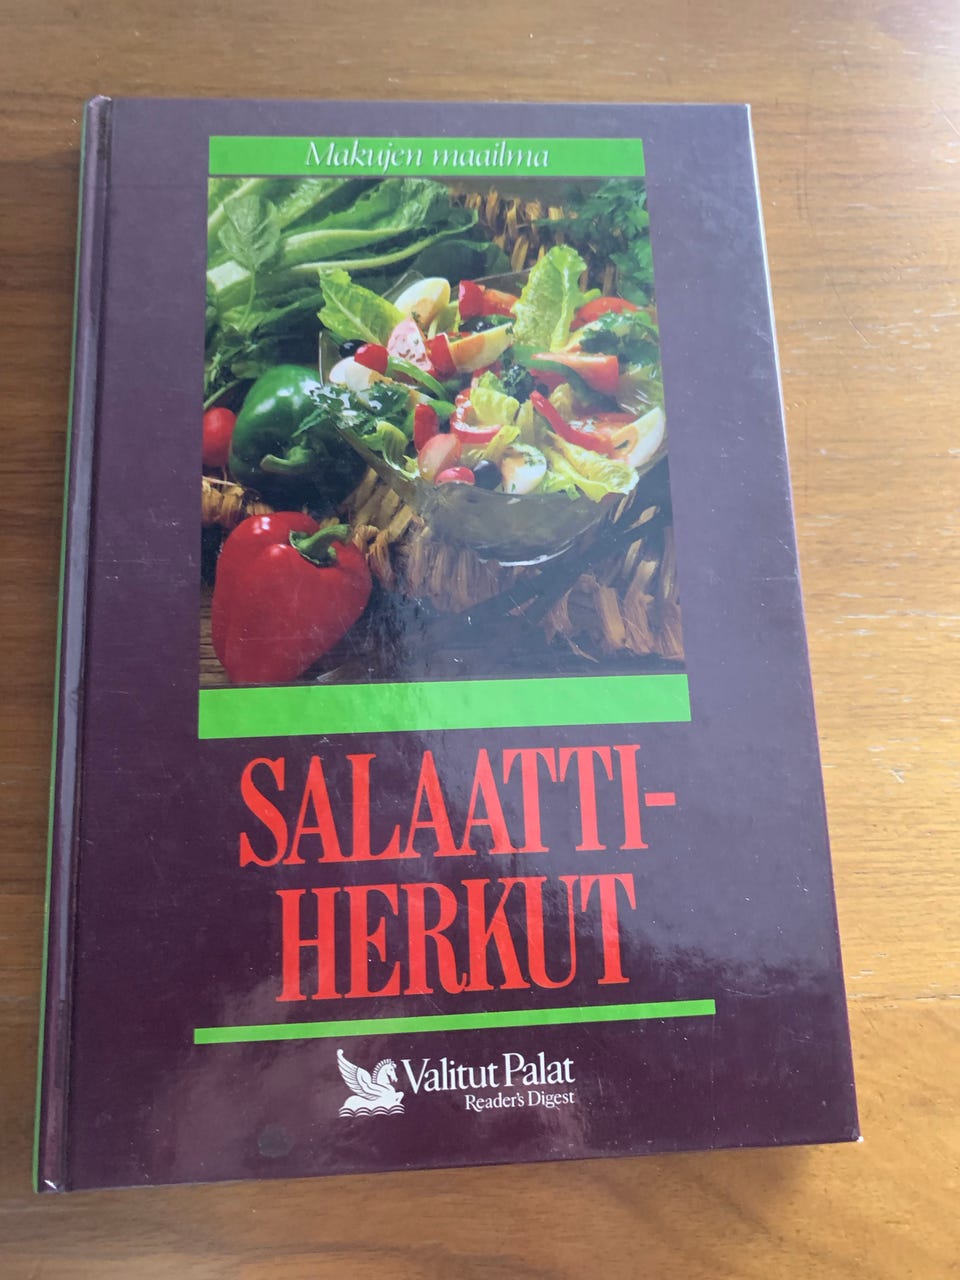 Makujen maailma
SALAATTI-
HERKUT
Valitut Palat
Reader's Digest